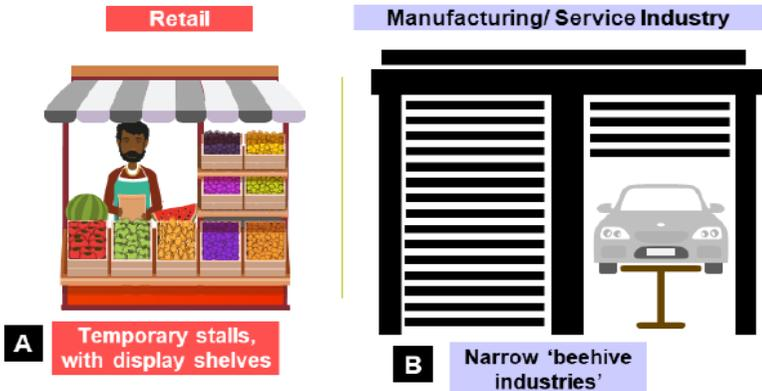 Retail
Manufacturing/ Service Industry
A
Temporary stalls,
with display shelves
B
Narrow ‘beehive
industries’